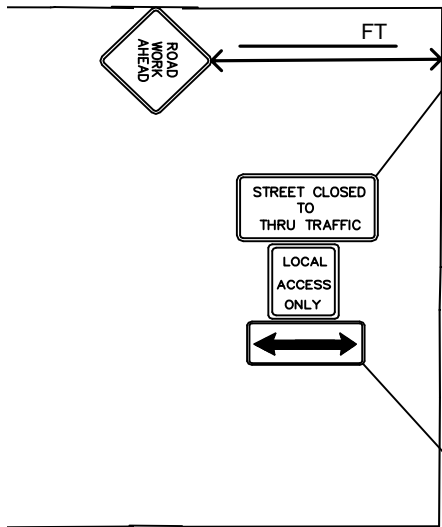 ROAD
WORK
AHEAD
FT
STREET CLOSED
TO
THRU TRAFFIC
LOCAL
ACCESS
ONLY